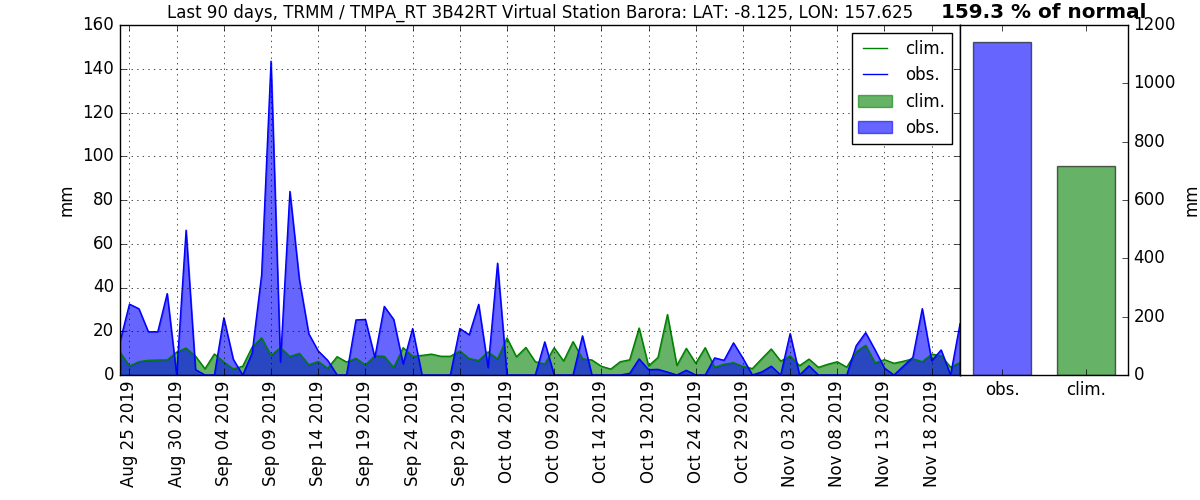 Last 90 days, TRMM / TMPA_RT 3B42RT Virtual Station Barora: LAT: -8.125, LON: 157.625
159.3 % of normal
160
140
120
100
80
60
40
20
0
mm
clim.
obs.
clim.
obs.
Aug 25 2019
Aug 30 2019
Sep 04 2019
Sep 09 2019
Sep 14 2019
Sep 19 2019
Sep 24 2019
Sep 29 2019
Oct 04 2019
Oct 09 2019
Oct 14 2019
Oct 19 2019
Oct 24 2019
Oct 29 2019
Nov 03 2019
Nov 08 2019
Nov 13 2019
Nov 18 2019
1200
1000
800
600
400
200
0
mm
obs.
clim.